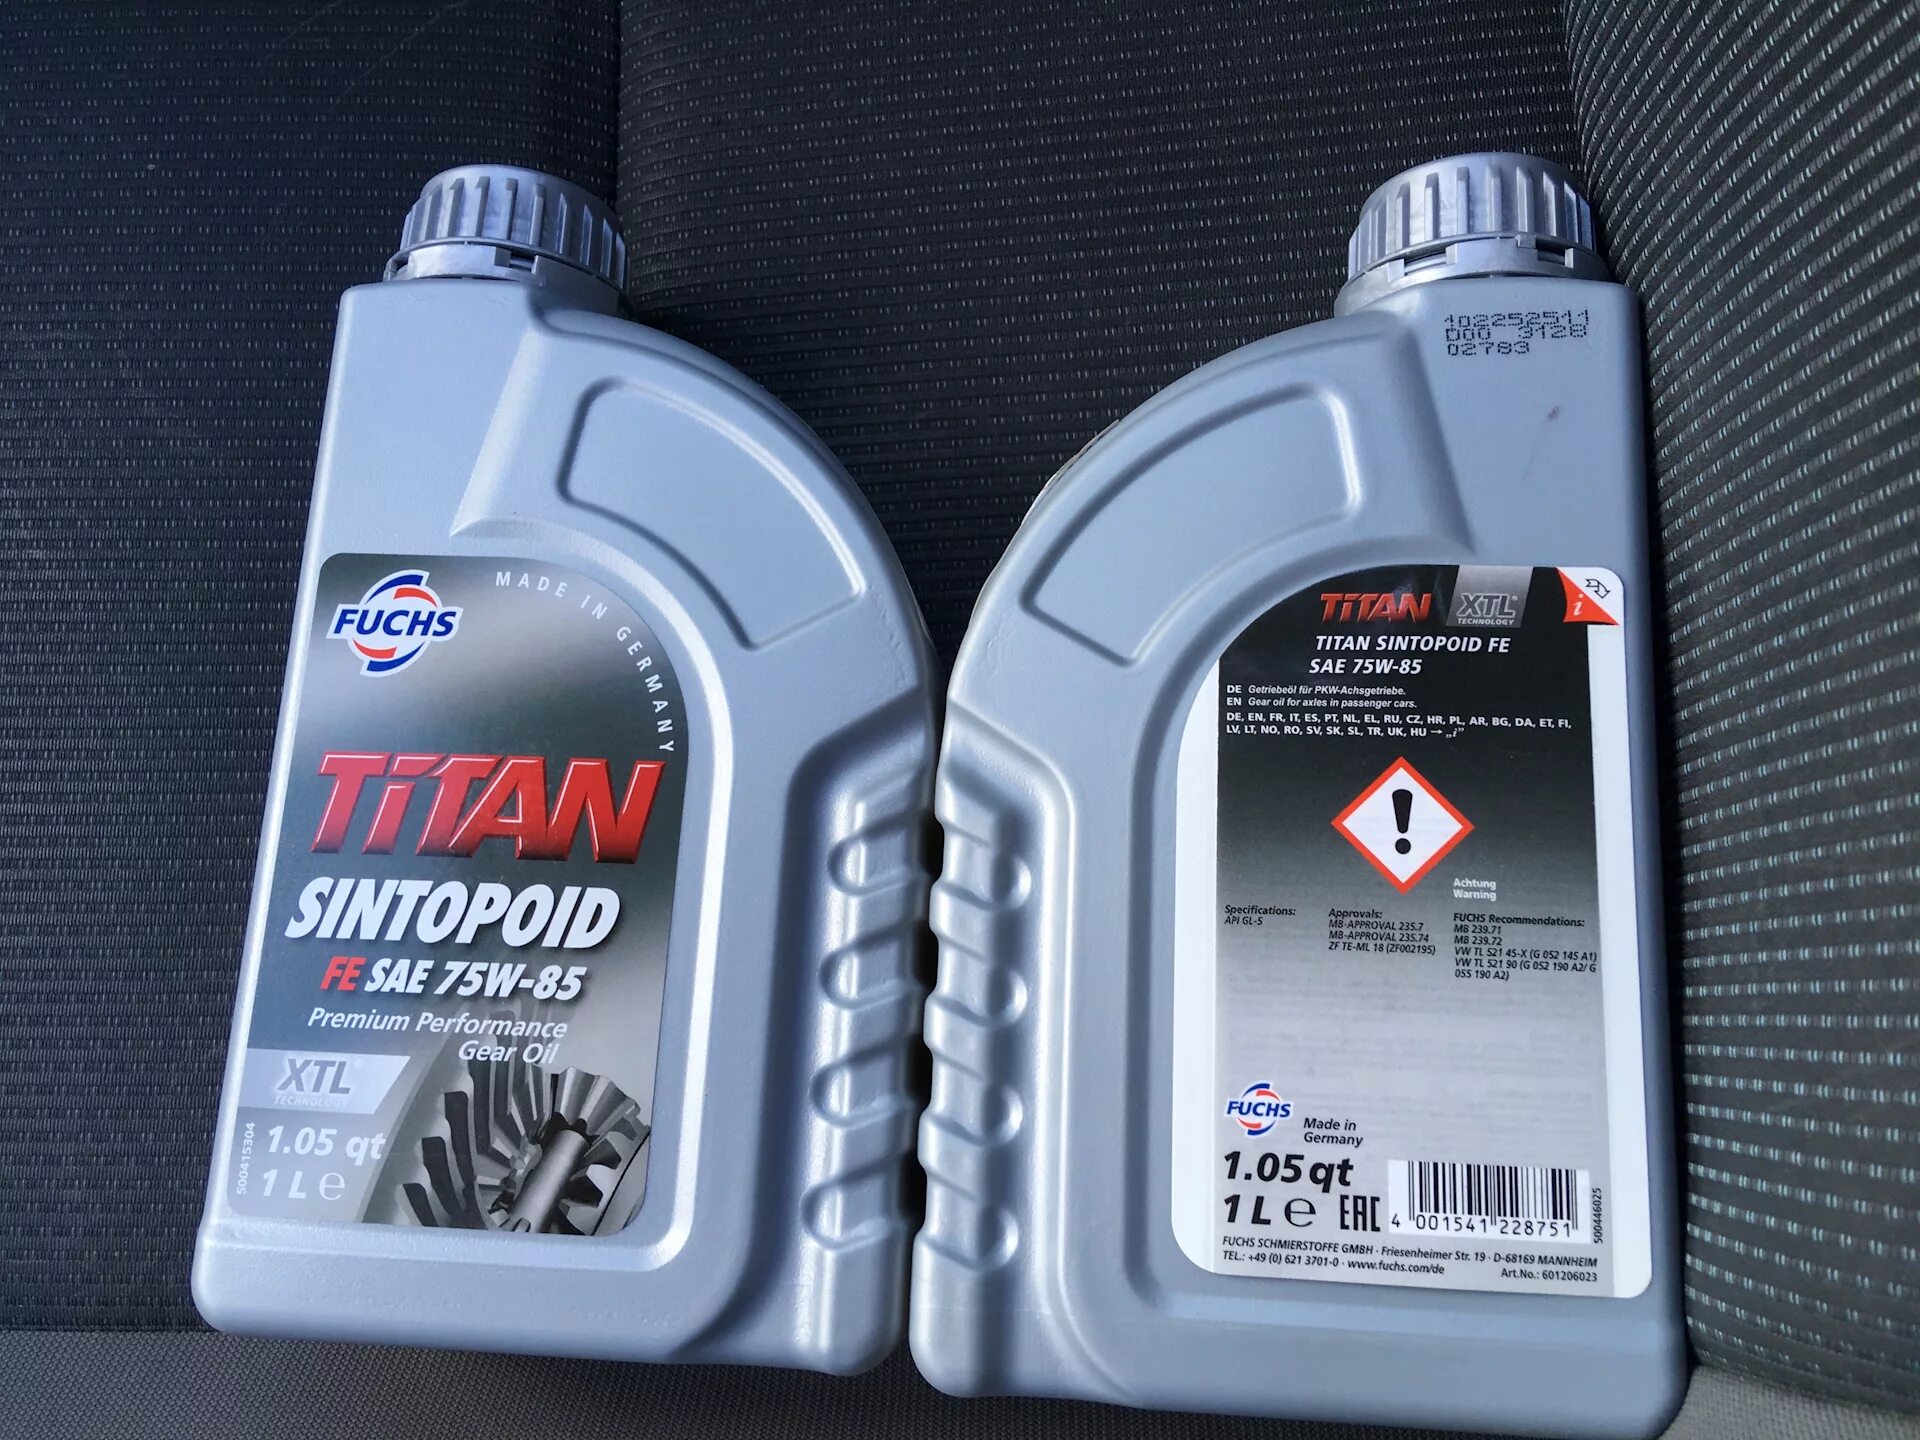 FUCHS
MADE IN GERMANY
TiTAN
SINTOPOID
FE SAE 75W-85
Premium Performance
Gear Oil
XTL®
TECHNOLOGY
500415304
1.05 qt
1 L ℮
102252511
D00 3128
02783
TiTAN XTL®
TECHNOLOGY
i
TITAN SINTOPOID FE
SAE 75W-85
DE Getriebeöl für PKW-Achsgetriebe.
EN Gear oil for axles in passenger cars.
DE, EN, FR, IT, ES, PT, NL, EL, RU, CZ, HR, PL, AR, BG, DA, ET, FI,
LV, LT, NO, RO, SV, SK, SL, TR, UK, HU → „i”
!
Achtung
Warning
Specifications:
API GL-5
Approvals:
MB-APPROVAL 235.7
MB-APPROVAL 235.74
ZF TE-ML 18 (ZF002195)
FUCHS Recommendations:
MB 239.71
MB 239.72
VW TL 521 45-X (G 052 145 A1)
VW TL 521 90 (G 052 190 A2/ G
055 190 A2)
FUCHS
Made in
Germany
1.05 qt
1 L ℮ EAC
4 001541 228751
500446025
FUCHS SCHMIERSTOFFE GMBH · Friesenheimer Str. 19 · D-68169 MANNHEIM
TEL.: +49 (0) 621 3701-0 · www.fuchs.com/de
Art.No.: 601206023